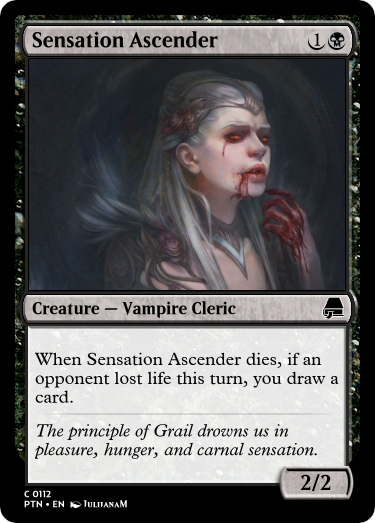 Sensation Ascender 1
Creature — Vampire Cleric
When Sensation Ascender dies, if an
opponent lost life this turn, you draw a
card.
The principle of Grail drowns us in
pleasure, hunger, and carnal sensation.
2/2
C 0112
PTN • EN JulijanaM